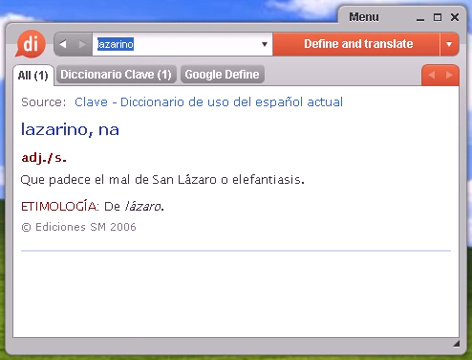 Menu
di
lazarino
Define and translate
All (1)
Diccionario Clave (1)
Google Define
Source: Clave - Diccionario de uso del español actual
lazarino, na
adj./s.
Que padece el mal de San Lázaro o elefantiasis.
ETIMOLOGÍA: De lázaro.
© Ediciones SM 2006